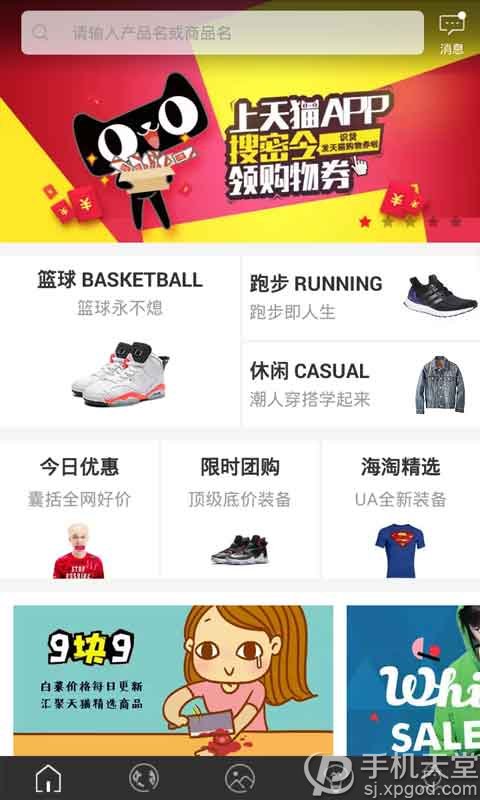 请输入产品名或商品名
消息
上天猫APP
搜密令
识货
发天猫购物券啦
领购物券
篮球 BASKETBALL
篮球永不熄
跑步 RUNNING
跑步即人生
休闲 CASUAL
潮人穿搭学起来
今日优惠
囊括全网好价
限时团购
顶级底价装备
海淘精选
UA全新装备
STOP
9块9
白菜价格每日更新
汇聚天猫精选商品
Whi
SALE
手机天堂
sj.xpgod.com